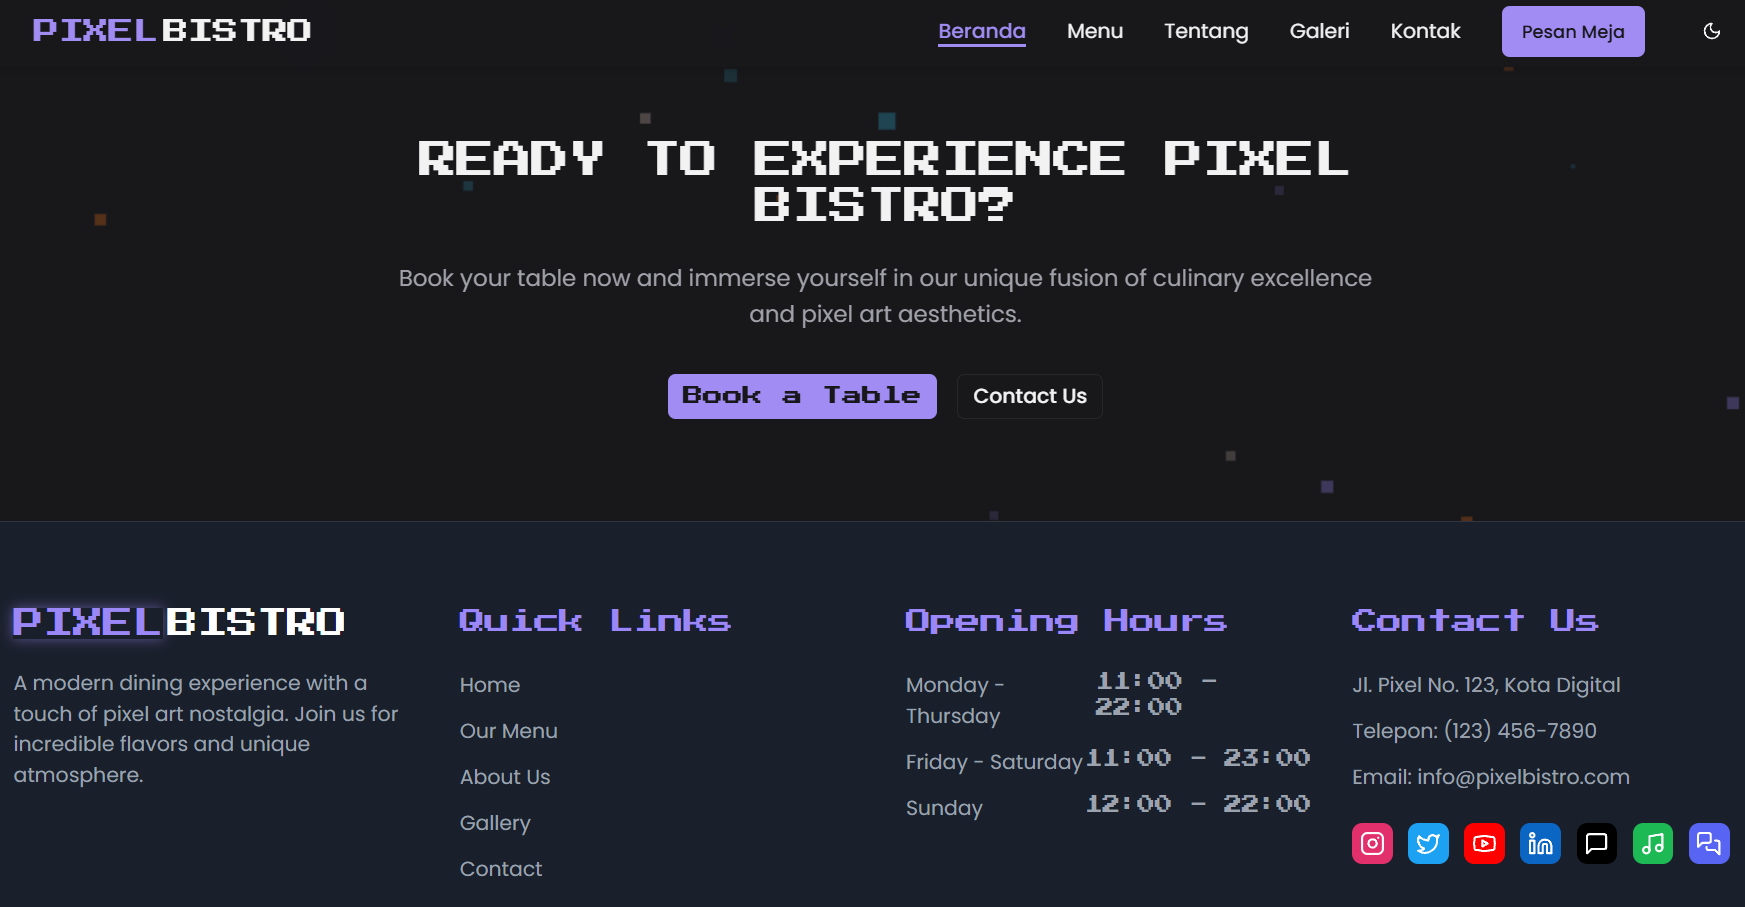 PIXELBISTRO
Beranda
Menu
Tentang
Galeri
Kontak
Pesan Meja
READY TO EXPERIENCE PIXEL
BISTRO?
Book your table now and immerse yourself in our unique fusion of culinary excellence
and pixel art aesthetics.
Book a Table
Contact Us
PIXELBISTRO
A modern dining experience with a
touch of pixel art nostalgia. Join us for
incredible flavors and unique
atmosphere.
Quick Links
Home
Our Menu
About Us
Gallery
Contact
Opening Hours
Monday -
Thursday
11:00 -
22:00
Friday - Saturday 11:00 - 23:00
Sunday 12:00 - 22:00
Contact Us
Jl. Pixel No. 123, Kota Digital
Telepon: (123) 456-7890
Email: info@pixelbistro.com